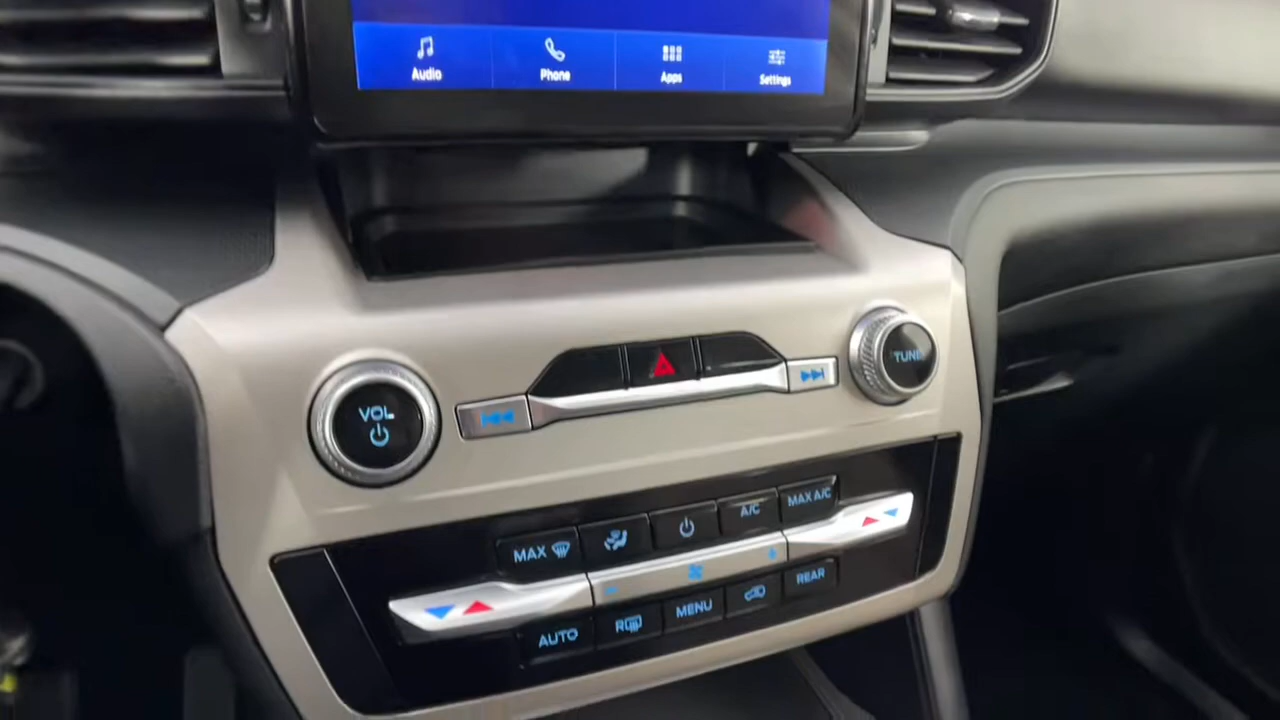 Audio
Phone
Apps
Settings
VOL
TUNE
MAX
A/C
MAX A/C
AUTO
R
MENU
REAR